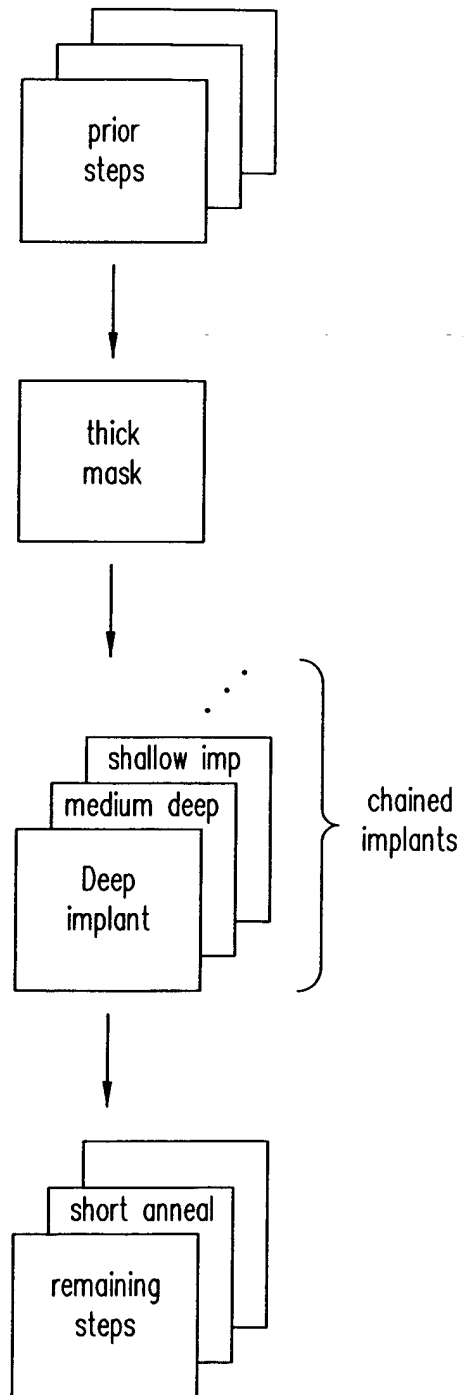 prior
steps
thick
mask
shallow imp
medium deep
Deep
implant
chained
implants
short anneal
remaining
steps